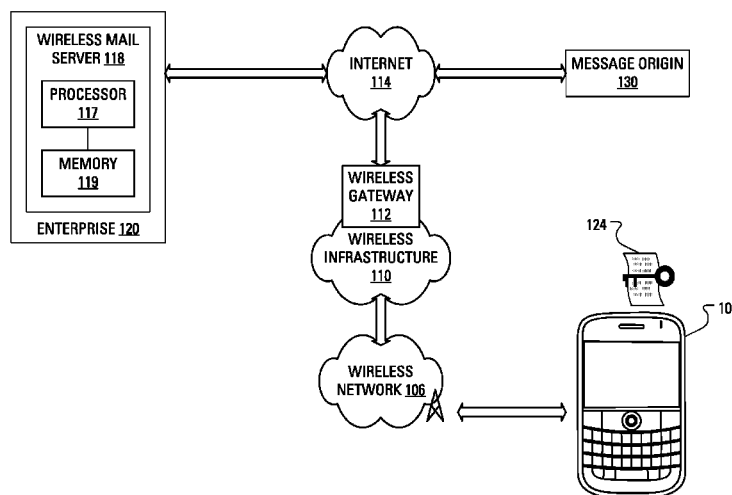 WIRELESS MAIL
SERVER 118
PROCESSOR
117
MEMORY
119
ENTERPRISE 120
INTERNET
114
MESSAGE ORIGIN
130
WIRELESS
GATEWAY
112
WIRELESS
INFRASTRUCTURE
110
WIRELESS
NETWORK 106
124
10